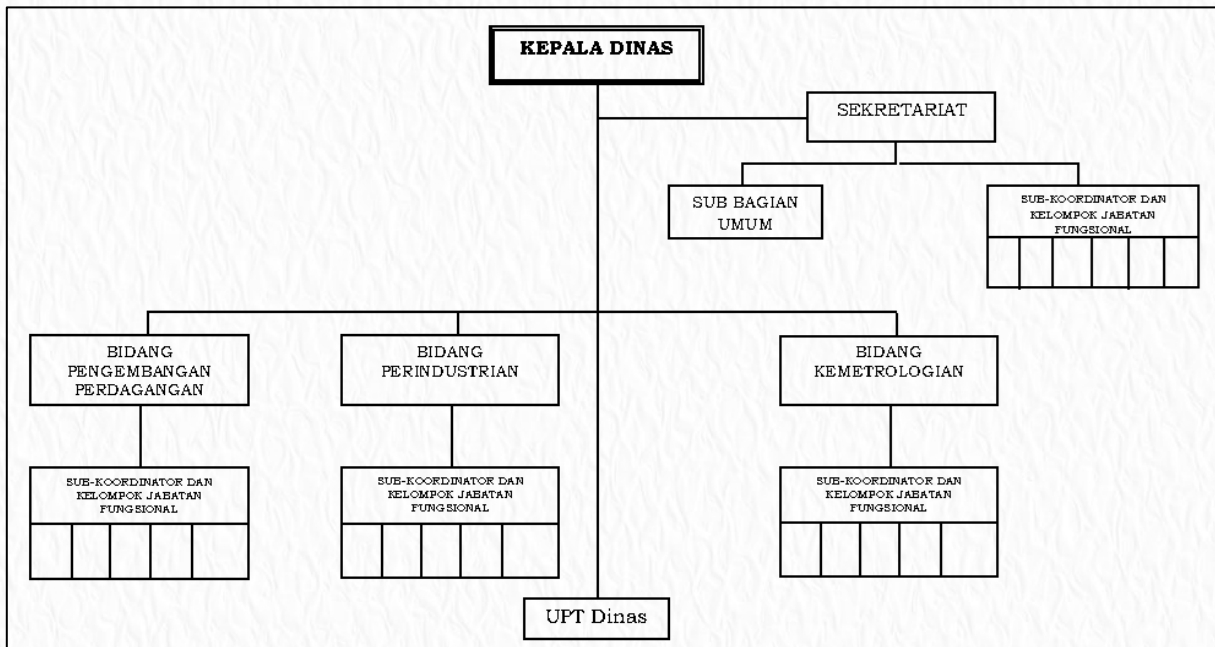 KEPALA DINAS
SEKRETARIAT
SUB BAGIAN
UMUM
SUB-KOORDINATOR DAN
KELOMPOK JABATAN
FUNGSIONAL
BIDANG
PENGEMBANGAN
PERDAGANGAN
BIDANG
PERINDUSTRIAN
BIDANG
KEMETROLOGIAN
SUB-KOORDINATOR DAN
KELOMPOK JABATAN
FUNGSIONAL
SUB-KOORDINATOR DAN
KELOMPOK JABATAN
FUNGSIONAL
SUB-KOORDINATOR DAN
KELOMPOK JABATAN
FUNGSIONAL
UPT Dinas